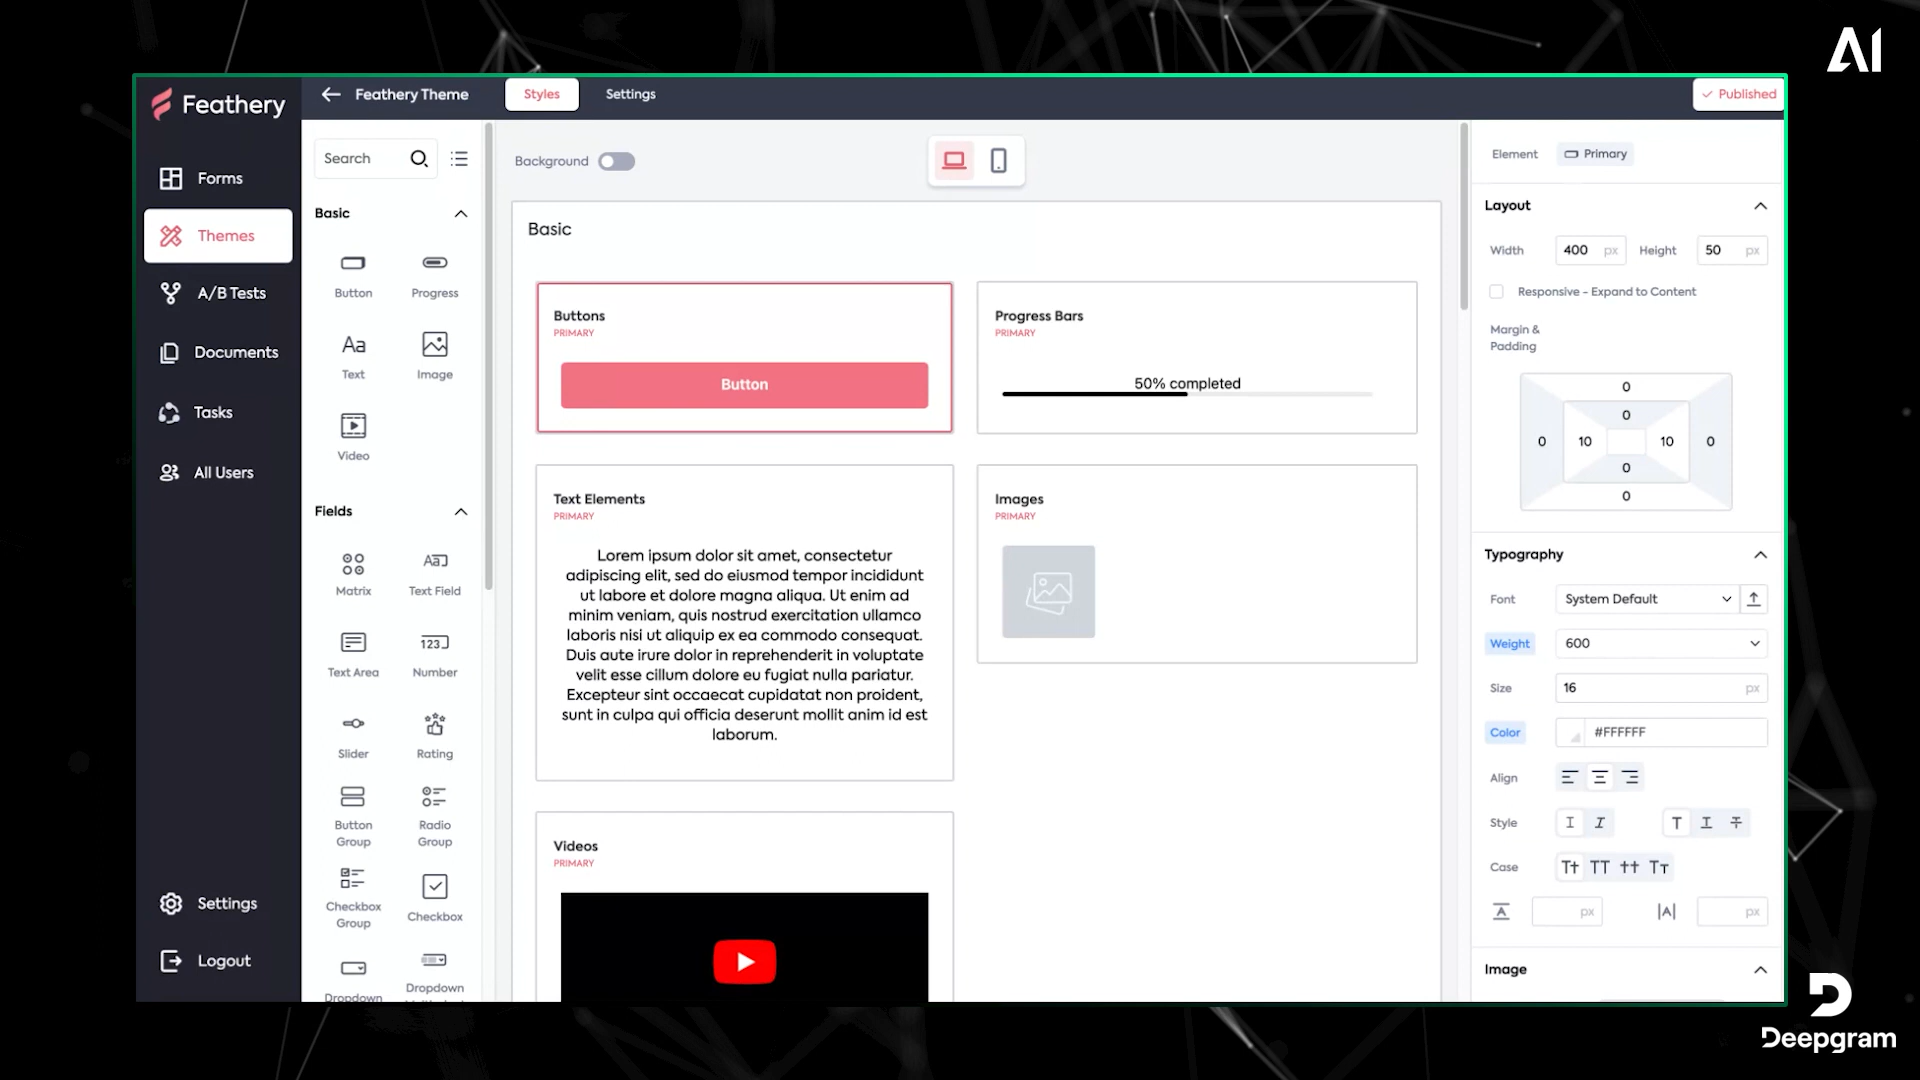 AI
Feathery
Feathery Theme
Styles
Settings
Published
Forms
Themes
A/B Tests
Documents
Tasks
All Users
Settings
Logout
Search
Basic
Button
Progress
Text
Image
Video
Fields
Matrix
Text Field
Text Area
Number
Slider
Rating
Button
Group
Radio
Group
Checkbox
Group
Checkbox
Dropdown
Dropdown
Background
Basic
Buttons
PRIMARY
Button
Progress Bars
PRIMARY
50% completed
Text Elements
PRIMARY
Lorem ipsum dolor sit amet, consectetur
adipiscing elit, sed do eiusmod tempor incididunt
ut labore et dolore magna aliqua. Ut enim ad
minim veniam, quis nostrud exercitation ullamco
laboris nisi ut aliquip ex ea commodo consequat.
Duis aute irure dolor in reprehenderit in voluptate
velit esse cillum dolore eu fugiat nulla pariatur.
Excepteur sint occaecat cupidatat non proident,
sunt in culpa qui officia deserunt mollit anim id est
laborum.
Images
PRIMARY
Videos
PRIMARY
Element
Primary
Layout
Width 400 px Height 50 px
Responsive - Expand to Content
Margin &
Padding
0
0
0 10 10 0
0
0
Typography
Font System Default
Weight 600
Size 16 px
Color #FFFFFF
Align
Style I I T T T
Case Tt TT tt TT
A px |A| px
Image
Deepgram